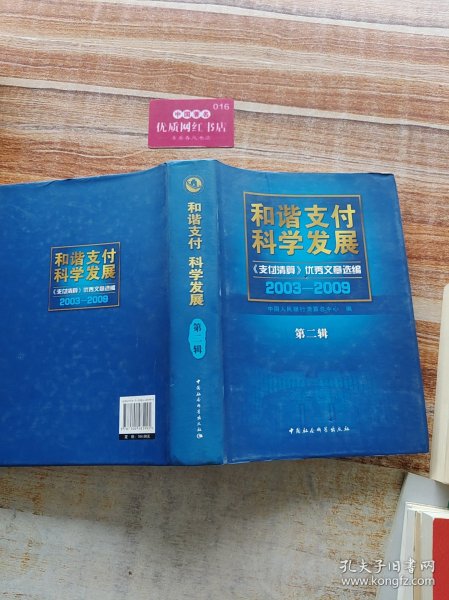 016
中国著名
优质网红书店
和谐支付
科学发展
《支付清算》优秀文章选编
2003—2009
和谐支付 科学发展
第二辑
中国社会科学出版社
和谐支付
科学发展
《支付清算》优秀文章选编
2003—2009
中国人民银行清算总中心 编
第二辑
中国社会科学出版社
孔夫子旧书网
www.kongfz.com